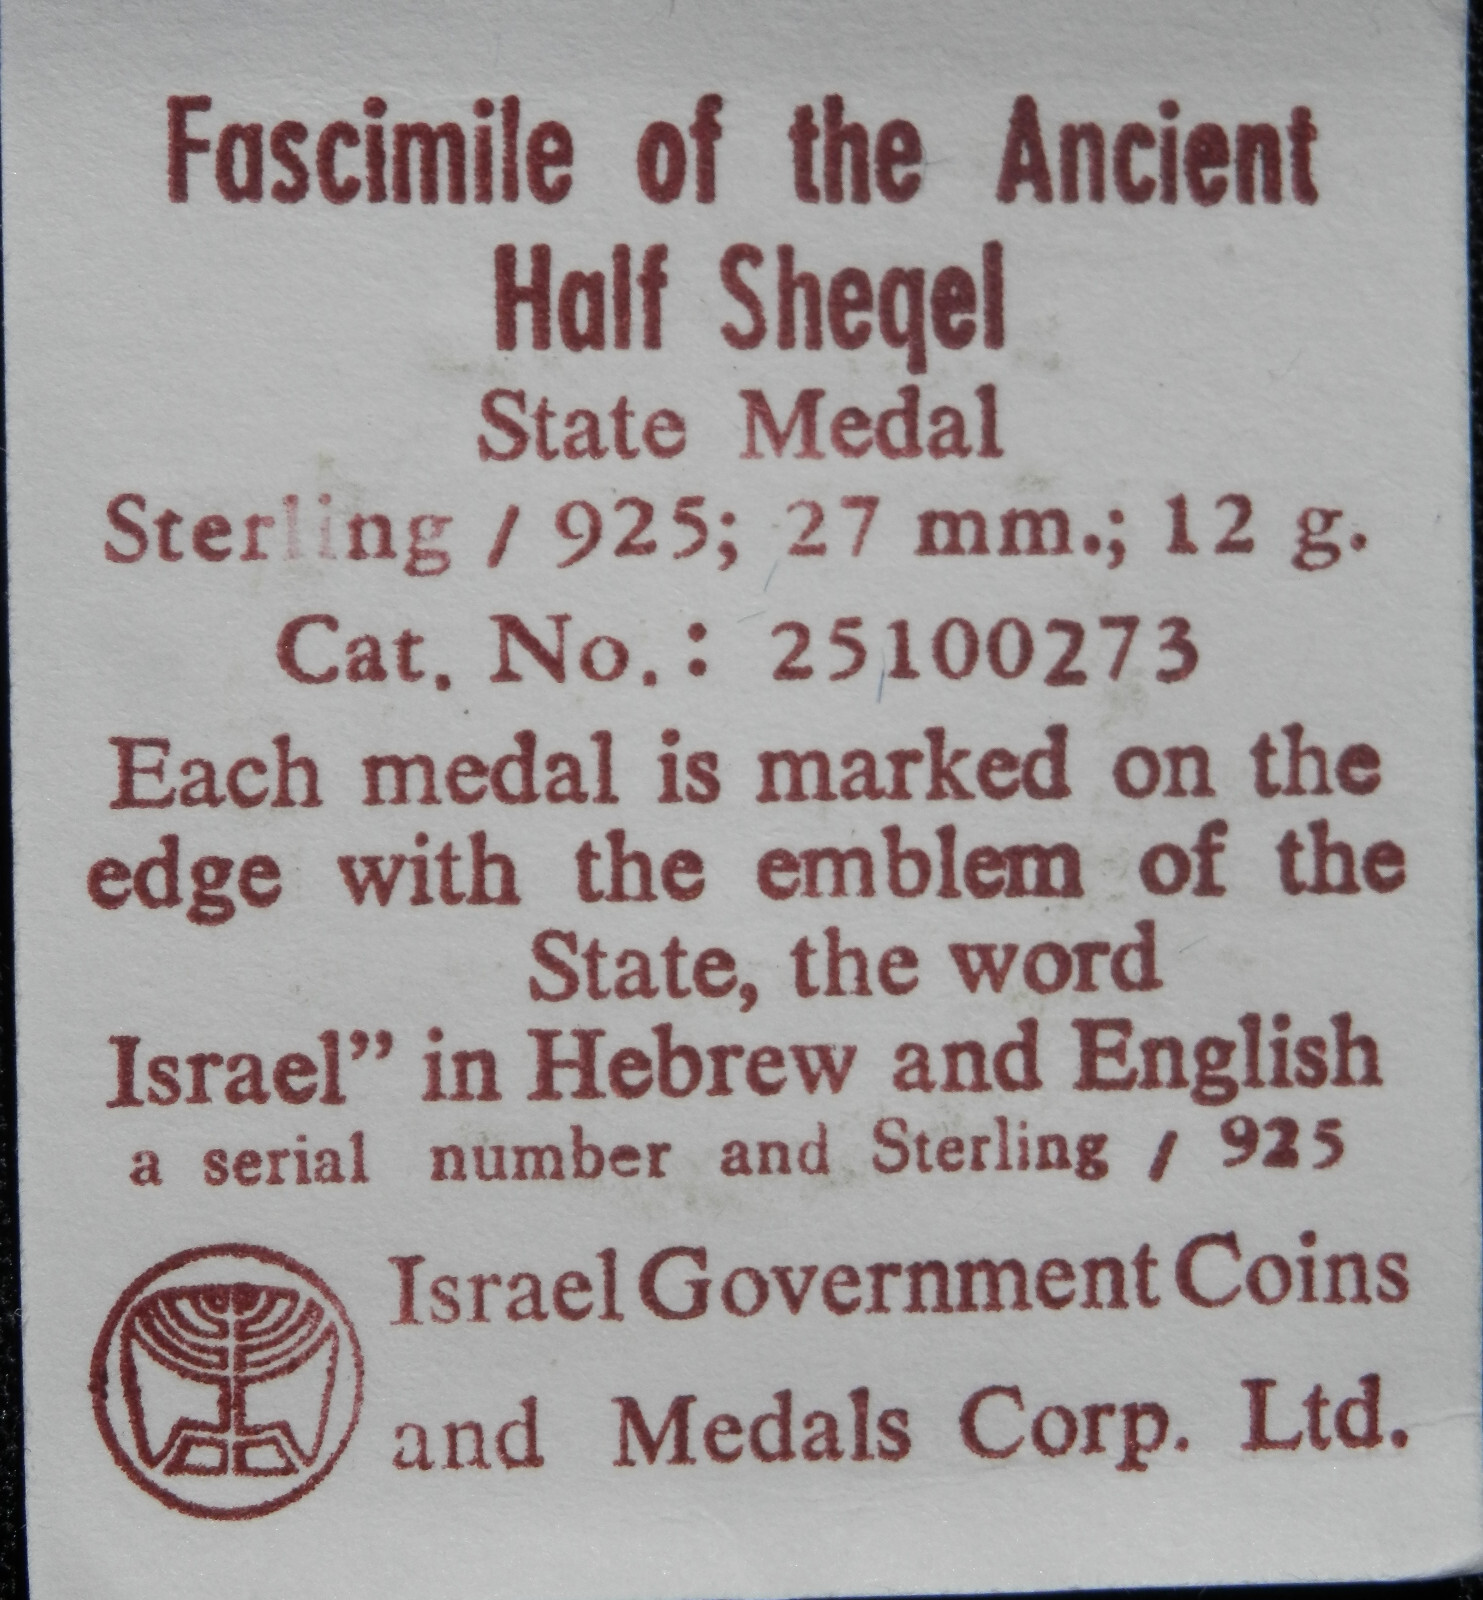 Fascimile of the Ancient
Half Sheqel
State Medal
Sterling / 925; 27 mm.; 12 g.
Cat. No.: 25100273
Each medal is marked on the
edge with the emblem of the
State, the word
Israel” in Hebrew and English
a serial number and Sterling / 925
Israel Government Coins
and Medals Corp. Ltd.